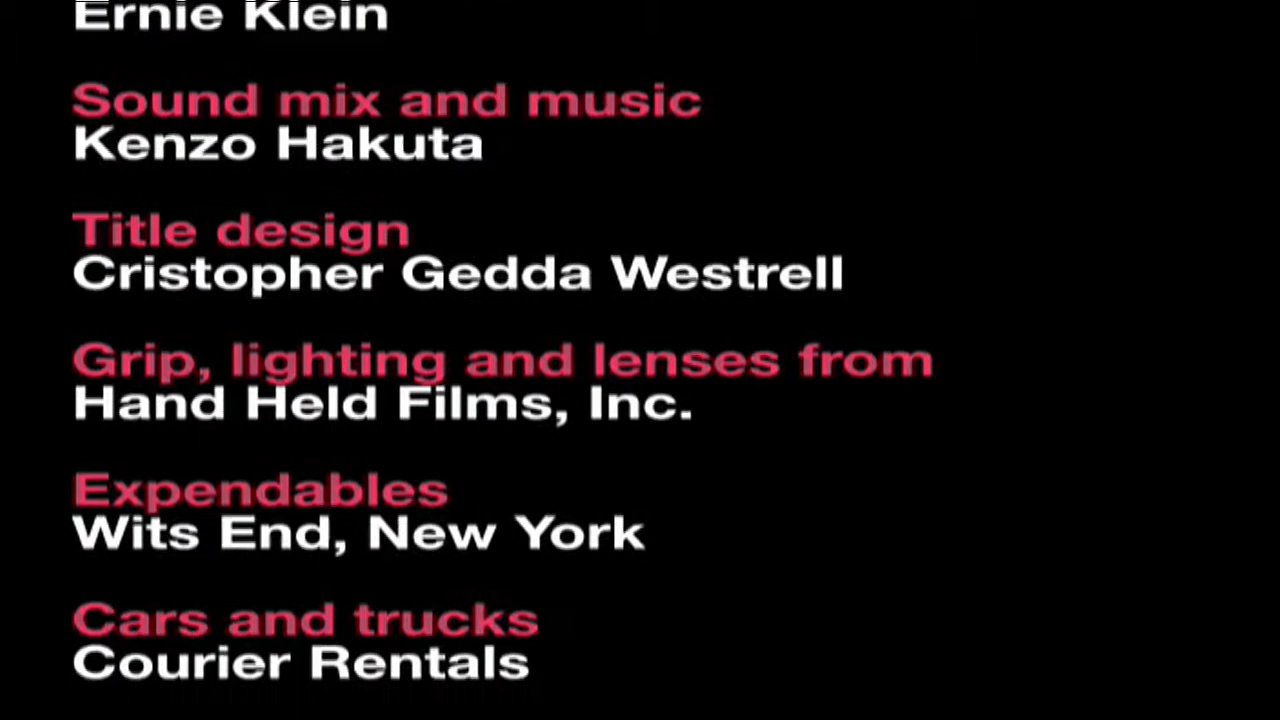 Ernie Klein
Sound mix and music
Kenzo Hakuta
Title design
Cristopher Gedda Westrell
Grip, lighting and lenses from
Hand Held Films, Inc.
Expendables
Wits End, New York
Cars and trucks
Courier Rentals